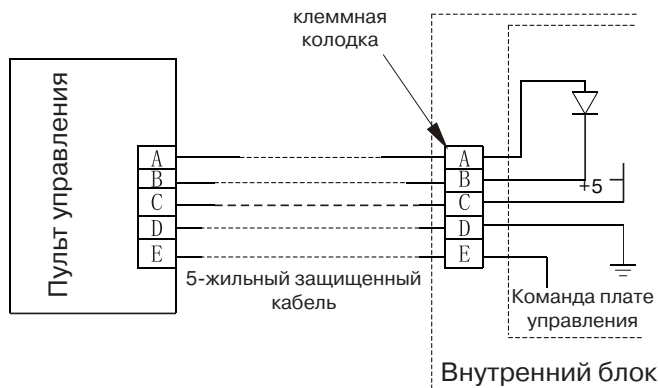 клеммная
колодка
Пульт управления
A
B
C
D
E
A
B
C
D
E
+5
5-жильный защищенный
кабель
Команда плате
управления
Внутренний блок